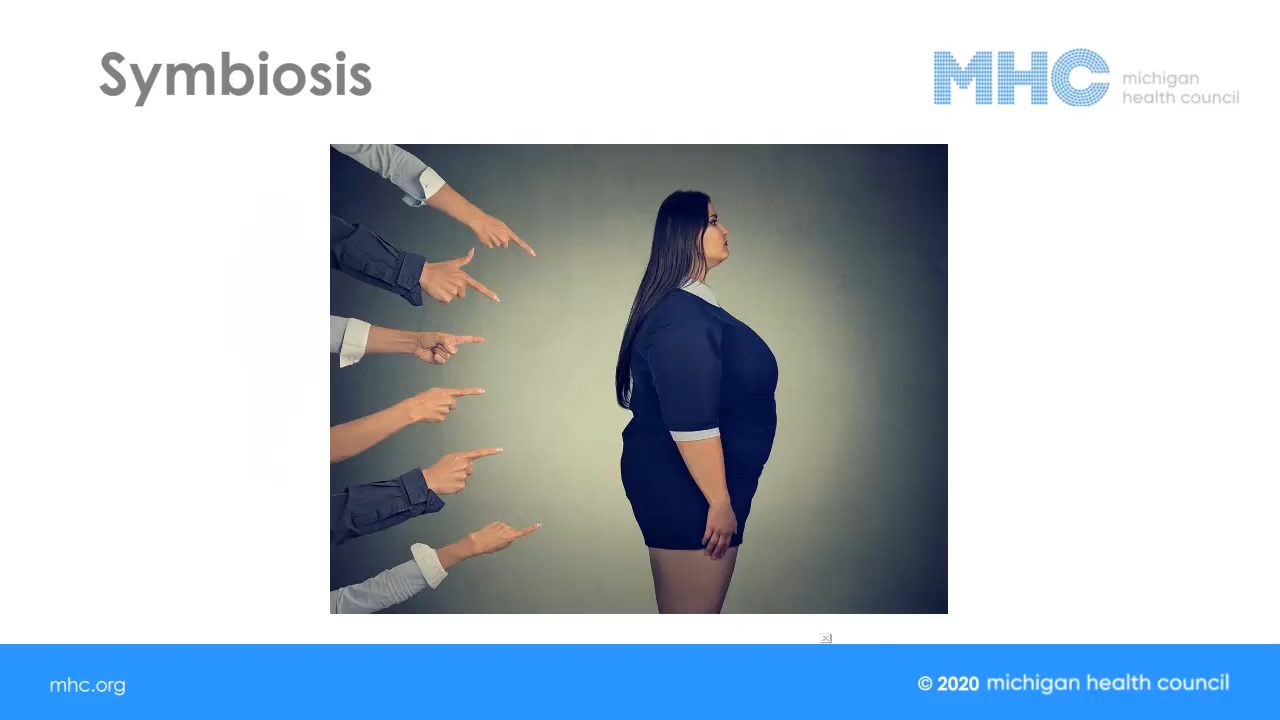 Symbiosis
MHC
michigan
health council
mhc.org
© 2020 michigan health council